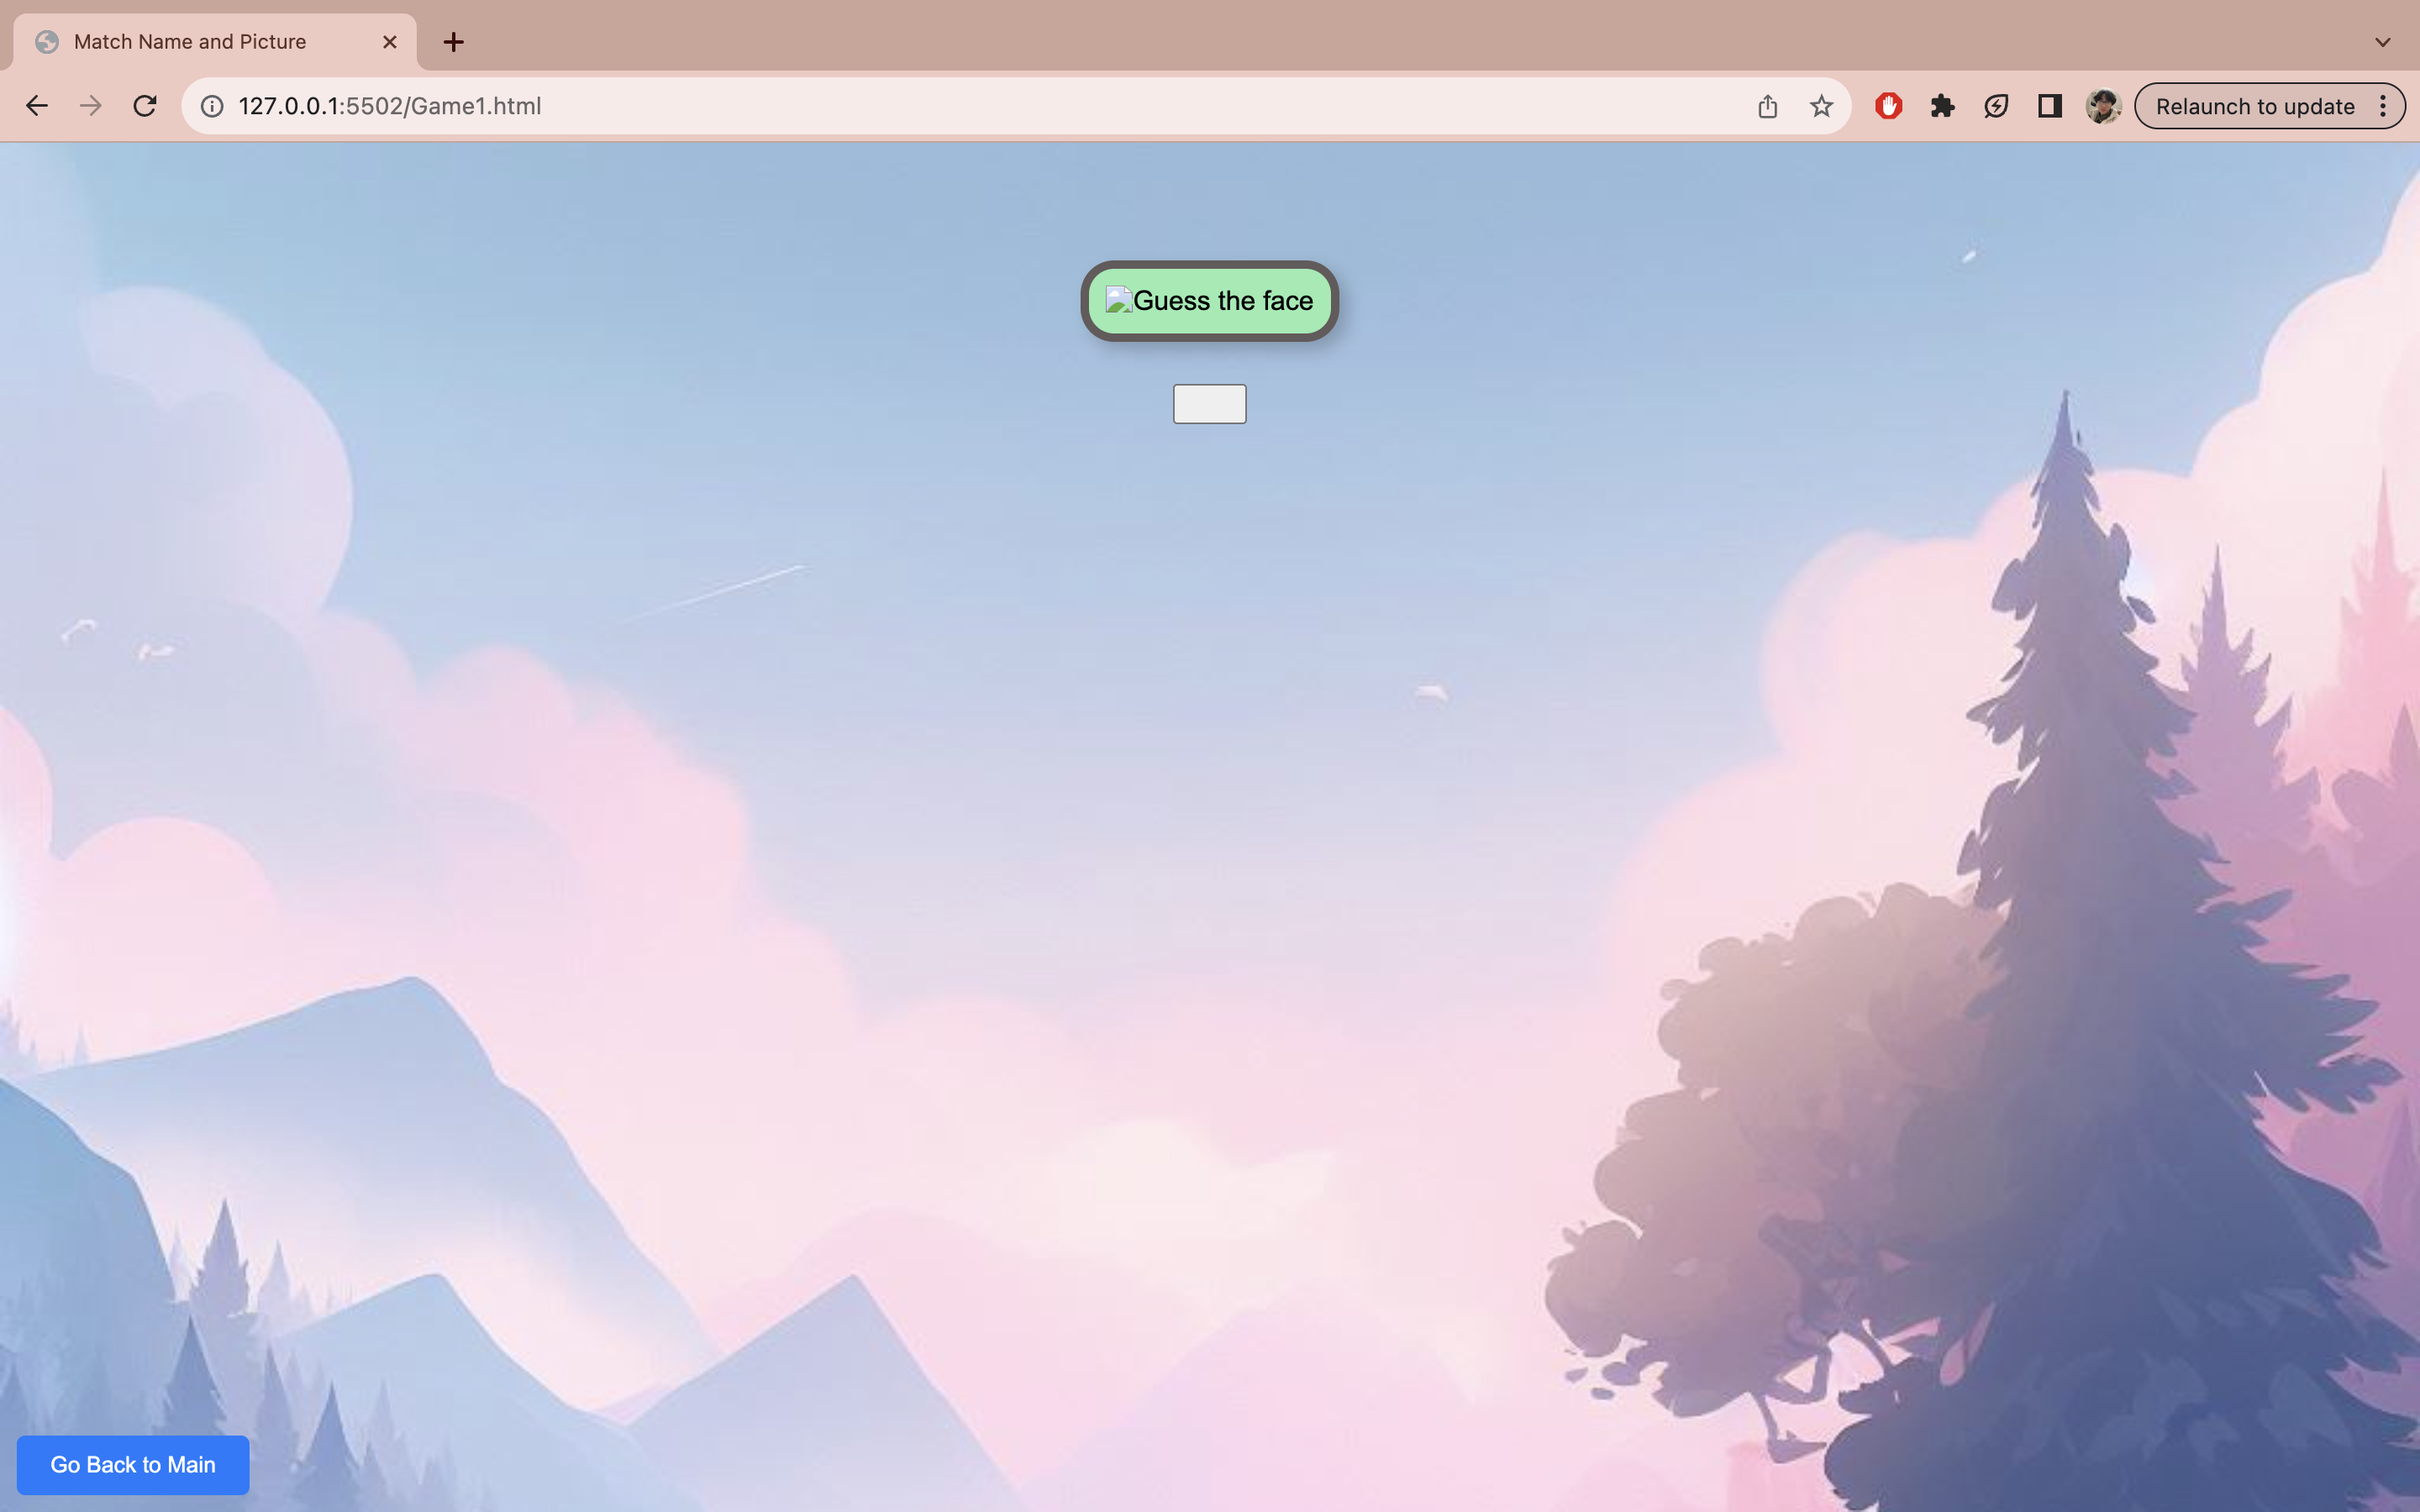 Match Name and Picture
127.0.0.1:5502/Game1.html
Relaunch to update
Guess the face
Go Back to Main